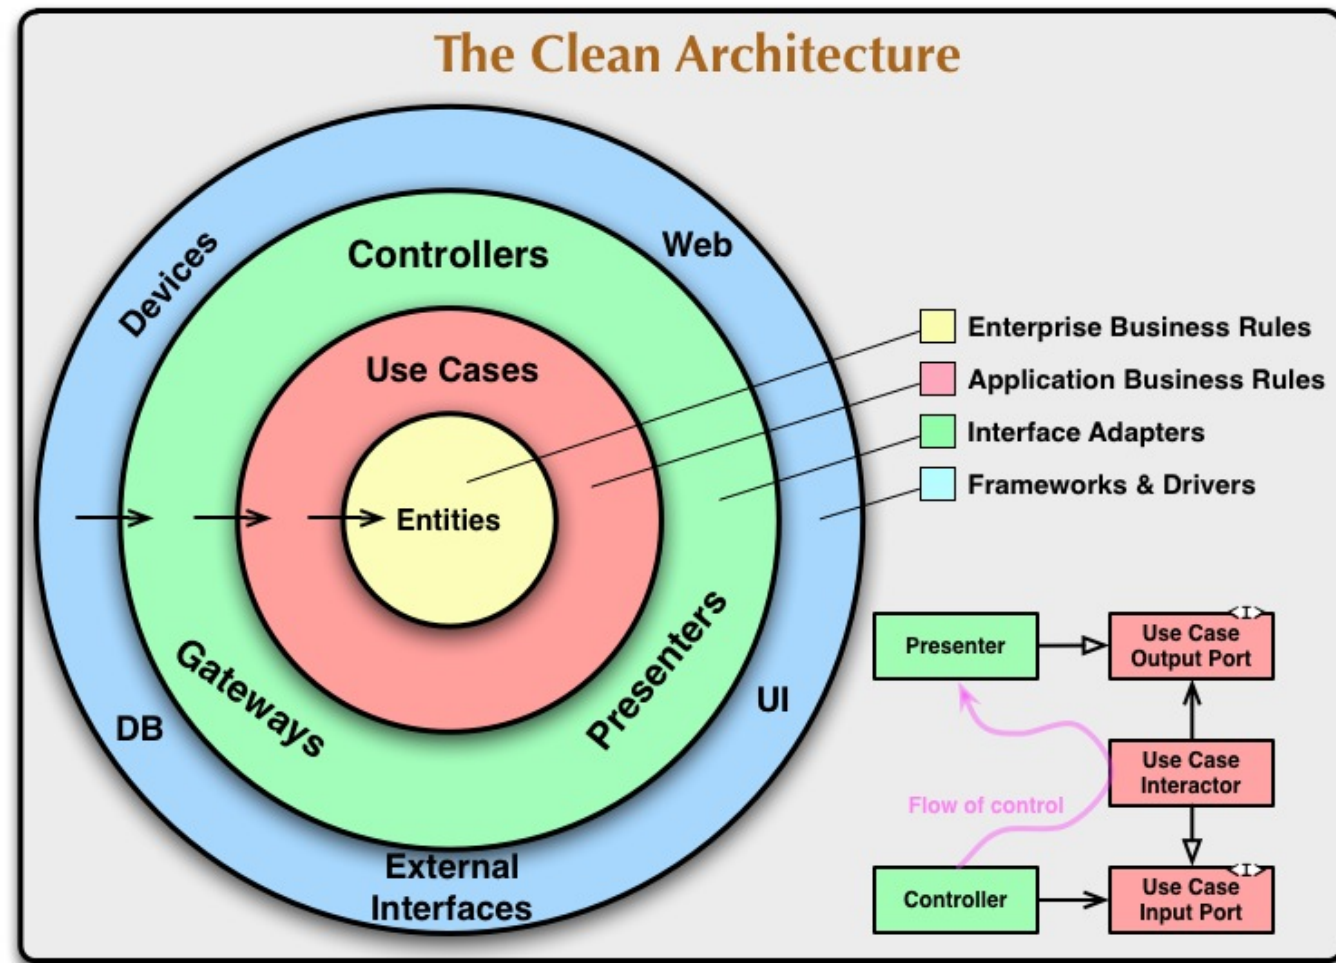 The Clean Architecture
Devices
Controllers
Web
Use Cases
Entities
Gateways
Presenters
DB
UI
External
Interfaces
Enterprise Business Rules
Application Business Rules
Interface Adapters
Frameworks & Drivers
Presenter
<I>
Use Case
Output Port
Use Case
Interactor
Flow of control
Controller
<I>
Use Case
Input Port